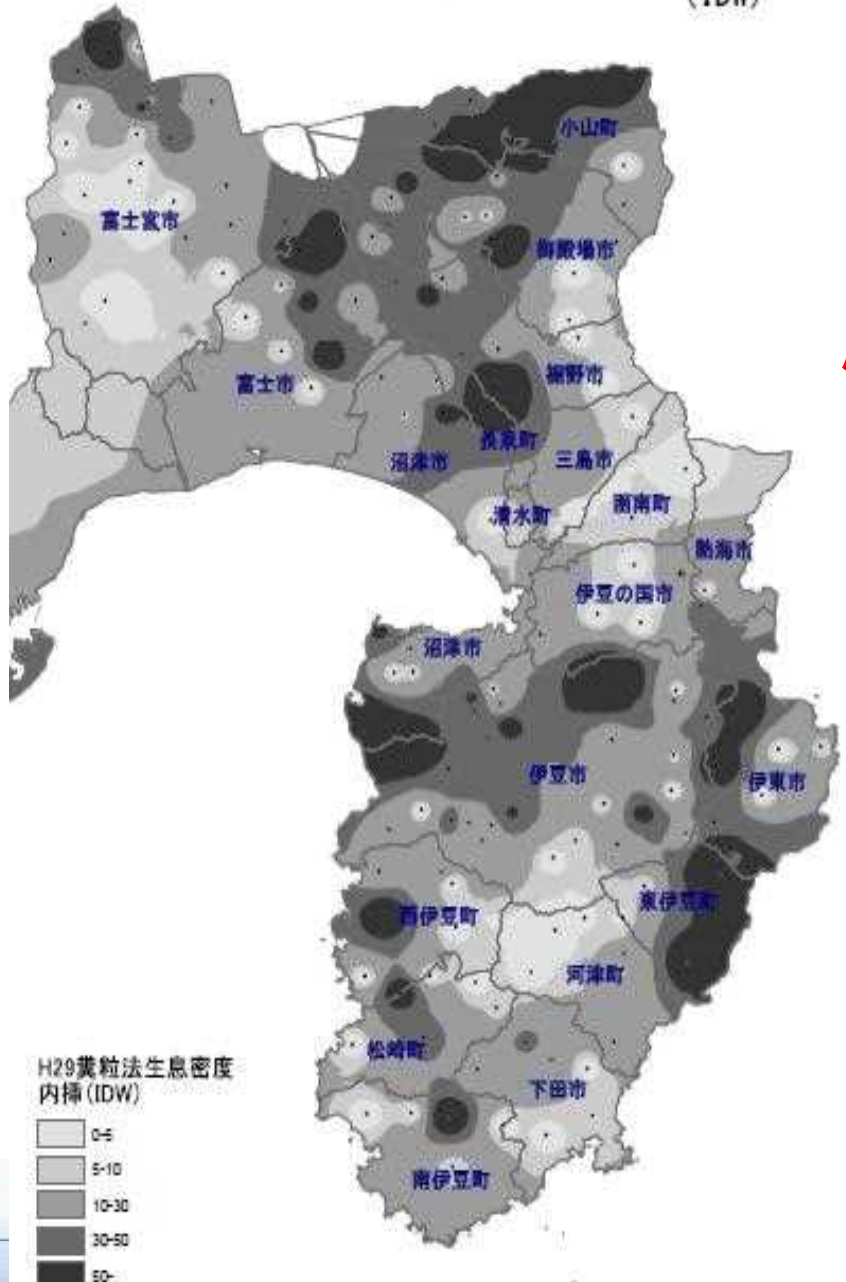 (IDW)
小山町
富士宮市
御殿場市
裾野市
富士市
長泉町
沼津市
三島市
清水町
函南町
熱海市
伊豆の国市
沼津市
伊豆市
伊東市
東伊豆町
西伊豆町
河津町
松崎町
下田市
南伊豆町
H29糞粒法生息密度
内挿(IDW)
0-5
5-10
10-30
30-50
50-